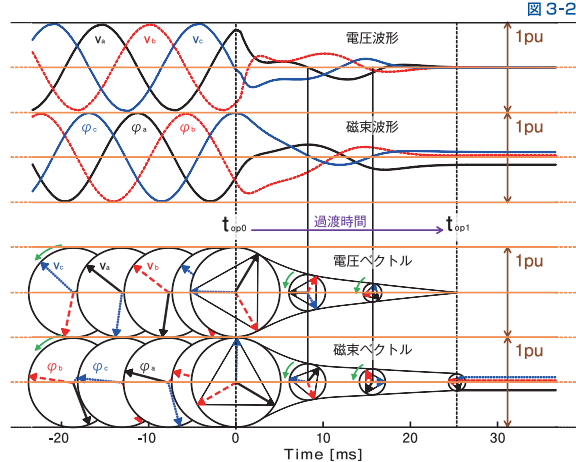 図 3-2
電圧波形
1pu
va
vb
vc
磁束波形
1pu
φc
φa
φb
top0
過渡時間
top1
電圧ベクトル
1pu
vc
va
vb
磁束ベクトル
1pu
φb
φc
φa
-20
-10
0
10
20
30
Time [ms]